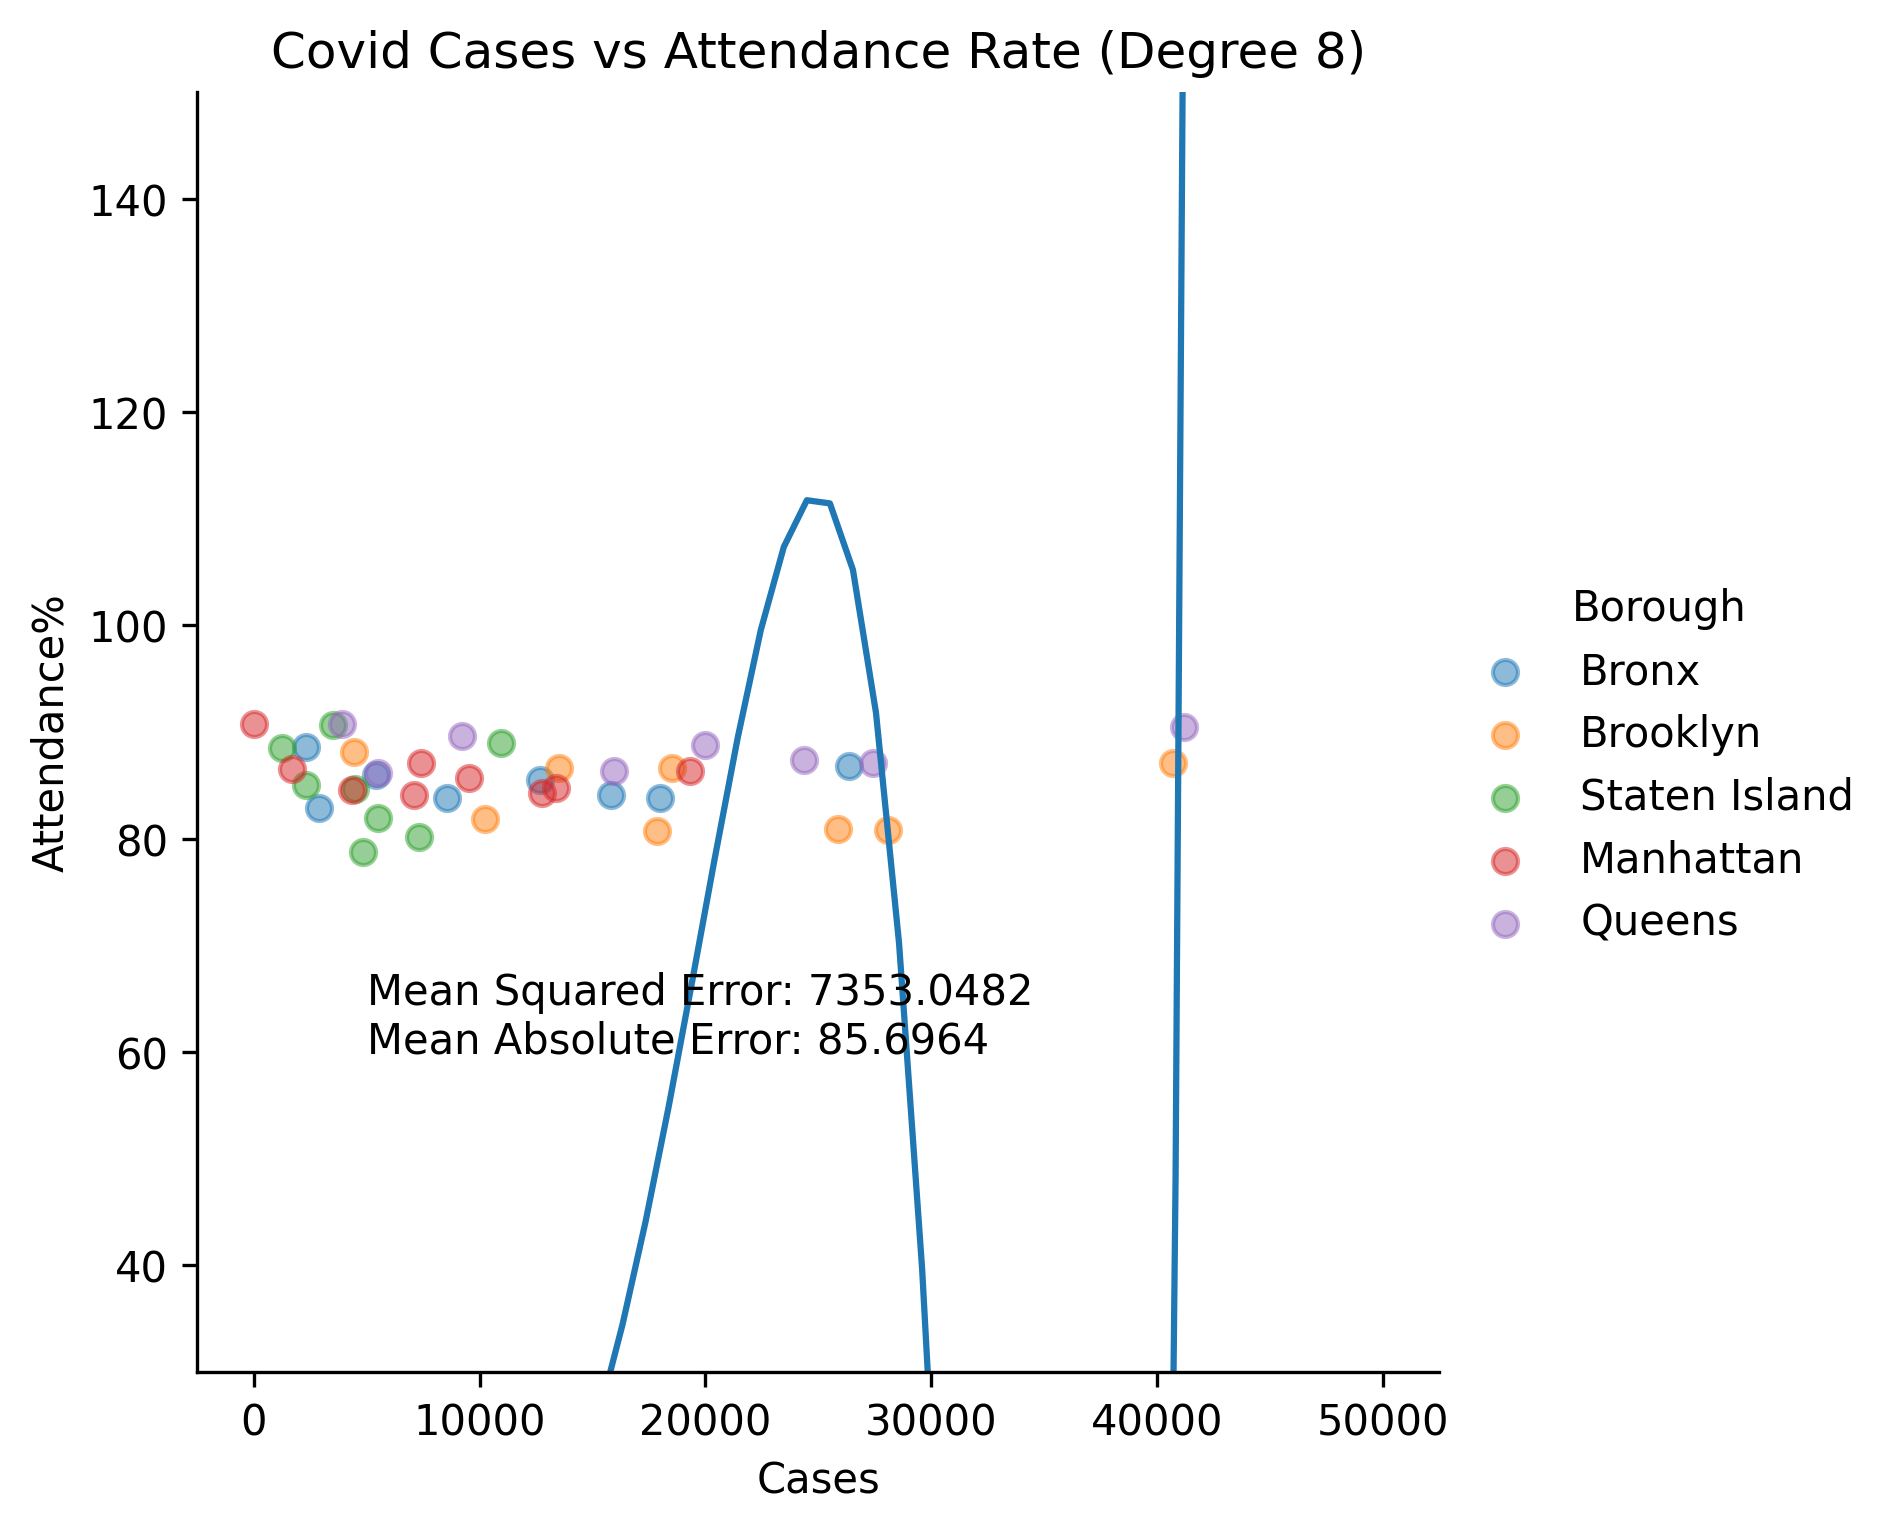 Covid Cases vs Attendance Rate (Degree 8)
140
120
100
80
60
40
Attendance%
Mean Squared Error: 7353.0482
Mean Absolute Error: 85.6964
0 10000 20000 30000 40000 50000
Cases
Borough
Bronx
Brooklyn
Staten Island
Manhattan
Queens